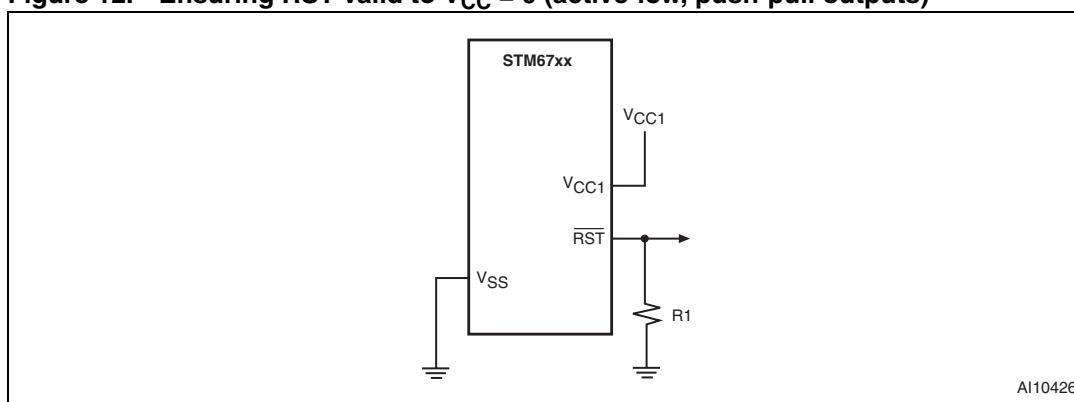 Figure 12. Ensuring RST valid to VCC = 0 (active-low, push-pull outputs)
STM67xx
VCC1
VCC1
RST
VSS
R1
AI10426